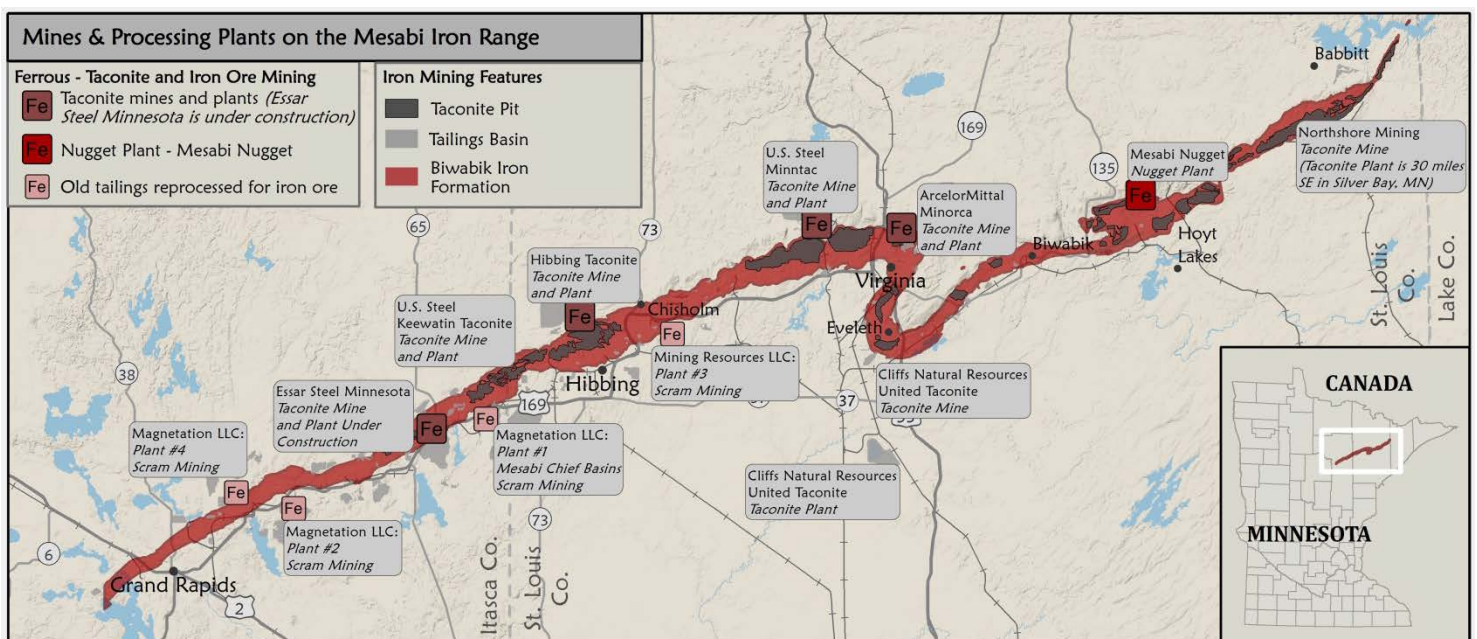 Mines & Processing Plants on the Mesabi Iron Range
Ferrous - Taconite and Iron Ore Mining
Fe
Taconite mines and plants (Essar
Steel Minnesota is under construction)
Fe
Nugget Plant - Mesabi Nugget
Fe
Old tailings reprocessed for iron ore
Iron Mining Features
Taconite Pit
Tailings Basin
Biwabik Iron
Formation
Babbitt
169
Northshore Mining
Taconite Mine
(Taconite Plant is 30 miles
SE in Silver Bay, MN)
U.S. Steel
Minntac
Taconite Mine
and Plant
Fe
Mesabi Nugget
Nugget Plant
Fe
135
ArcelorMittal
Minorca
Taconite Mine
and Plant
Fe
65
73
Hoyt
Lakes
Biwabik
St. Louis
Co.
Lake Co.
Hibbing Taconite
Taconite Mine
and Plant
Fe
Virginia
Chisholm
U.S. Steel
Keewatin Taconite
Taconite Mine
and Plant
Eveleth
Fe
Mining Resources LLC:
Plant #3
Scram Mining
38
Hibbing
Cliffs Natural Resources
United Taconite
Taconite Mine
Essar Steel Minnesota
Taconite Mine
and Plant Under
Construction
Fe
169
37
37
53
Fe
Magnetation LLC:
Plant #1
Mesabi Chief Basins
Scram Mining
Magnetation LLC:
Plant #4
Scram Mining
Fe
Cliffs Natural Resources
United Taconite
Taconite Plant
Fe
Magnetation LLC:
Plant #2
Scram Mining
73
6
Grand Rapids
2
Itasca Co.
St. Louis
Co.
CANADA
MINNESOTA